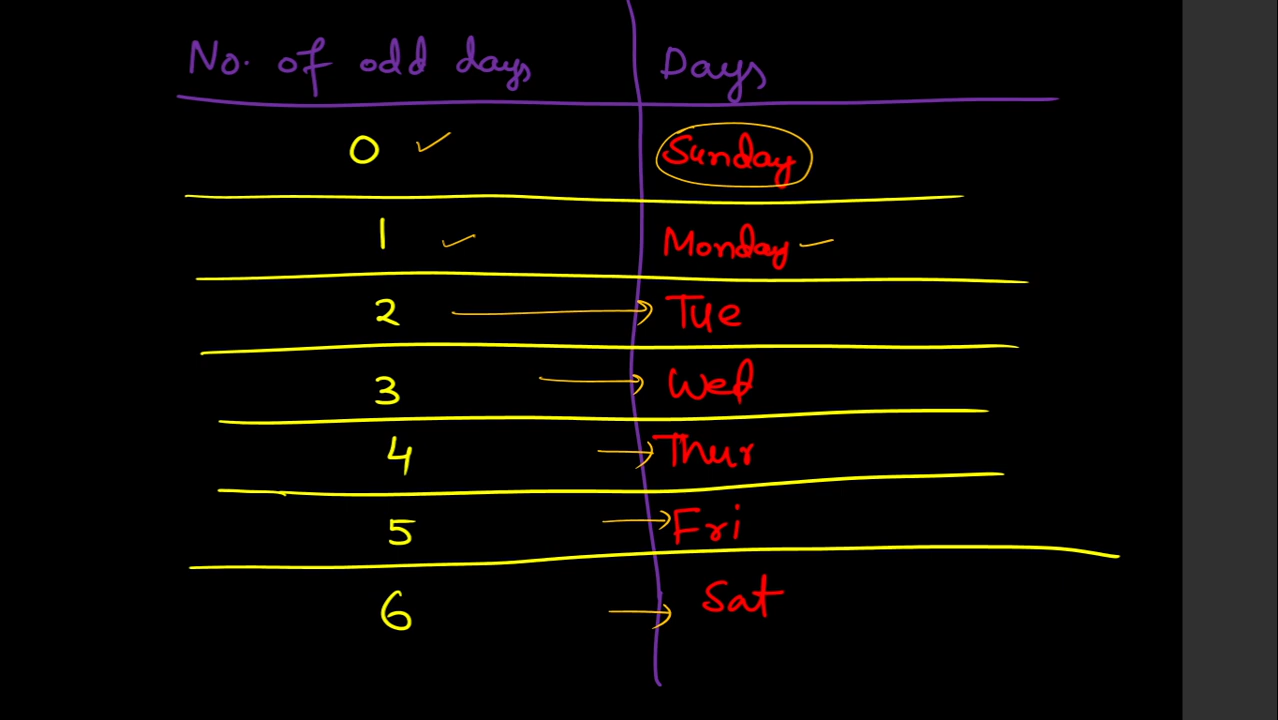 No. of odd days Days
0 Sunday
1 Monday
2 Tue
3 Wed
4 Thur
5 Fri
6 Sat